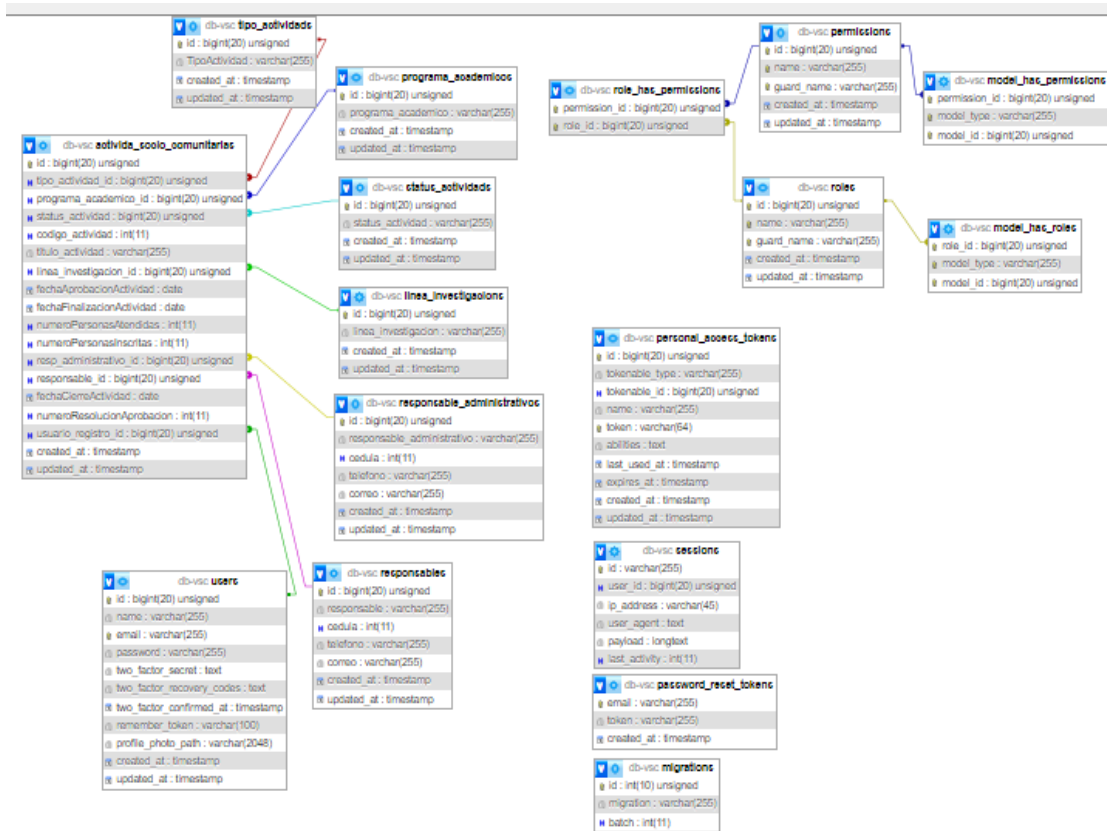 db-vsc tipo_actividads
id : bigint(20) unsigned
TipoActividad : varchar(255)
created_at : timestamp
updated_at : timestamp
db-vsc programa_academicos
id : bigint(20) unsigned
programa_academico : varchar(255)
created_at : timestamp
updated_at : timestamp
db-vsc activida_socio_comunitarias
id : bigint(20) unsigned
tipo_actividad_id : bigint(20) unsigned
programa_academico_id : bigint(20) unsigned
status_actividad : bigint(20) unsigned
codigo_actividad : int(11)
titulo_actividad : varchar(255)
linea_investigacion_id : bigint(20) unsigned
fechaAprobacionActividad : date
fechaFinalizacionActividad : date
numeroPersonasAtendidas : int(11)
numeroPersonasInscritas : int(11)
resp_administrativo_id : bigint(20) unsigned
responsable_id : bigint(20) unsigned
fechaCierreActividad : date
numeroResolucionAprobacion : int(11)
usuario_registro_id : bigint(20) unsigned
created_at : timestamp
updated_at : timestamp
db-vsc status_actividads
id : bigint(20) unsigned
status_actividad : varchar(255)
created_at : timestamp
updated_at : timestamp
db-vsc linea_investigacions
id : bigint(20) unsigned
linea_investigacion : varchar(255)
created_at : timestamp
updated_at : timestamp
db-vsc responsable_administrativos
id : bigint(20) unsigned
responsable_administrativo : varchar(255)
cedula : int(11)
telefono : varchar(255)
correo : varchar(255)
created_at : timestamp
updated_at : timestamp
db-vsc users
id : bigint(20) unsigned
name : varchar(255)
email : varchar(255)
password : varchar(255)
two_factor_secret : text
two_factor_recovery_codes : text
two_factor_confirmed_at : timestamp
remember_token : varchar(100)
profile_photo_path : varchar(2048)
created_at : timestamp
updated_at : timestamp
db-vsc responsables
id : bigint(20) unsigned
responsable : varchar(255)
cedula : int(11)
telefono : varchar(255)
correo : varchar(255)
created_at : timestamp
updated_at : timestamp
db-vsc role_has_permissions
permission_id : bigint(20) unsigned
role_id : bigint(20) unsigned
db-vsc permissions
id : bigint(20) unsigned
name : varchar(255)
guard_name : varchar(255)
created_at : timestamp
updated_at : timestamp
db-vsc model_has_permissions
permission_id : bigint(20) unsigned
model_type : varchar(255)
model_id : bigint(20) unsigned
db-vsc roles
id : bigint(20) unsigned
name : varchar(255)
guard_name : varchar(255)
created_at : timestamp
updated_at : timestamp
db-vsc model_has_roles
role_id : bigint(20) unsigned
model_type : varchar(255)
model_id : bigint(20) unsigned
db-vsc personal_access_tokens
id : bigint(20) unsigned
tokenable_type : varchar(255)
tokenable_id : bigint(20) unsigned
name : varchar(255)
token : varchar(64)
abilities : text
last_used_at : timestamp
expires_at : timestamp
created_at : timestamp
updated_at : timestamp
db-vsc sessions
id : varchar(255)
user_id : bigint(20) unsigned
ip_address : varchar(45)
user_agent : text
payload : longtext
last_activity : int(11)
db-vsc password_reset_tokens
email : varchar(255)
token : varchar(255)
created_at : timestamp
db-vsc migrations
id : int(10) unsigned
migration : varchar(255)
batch : int(11)